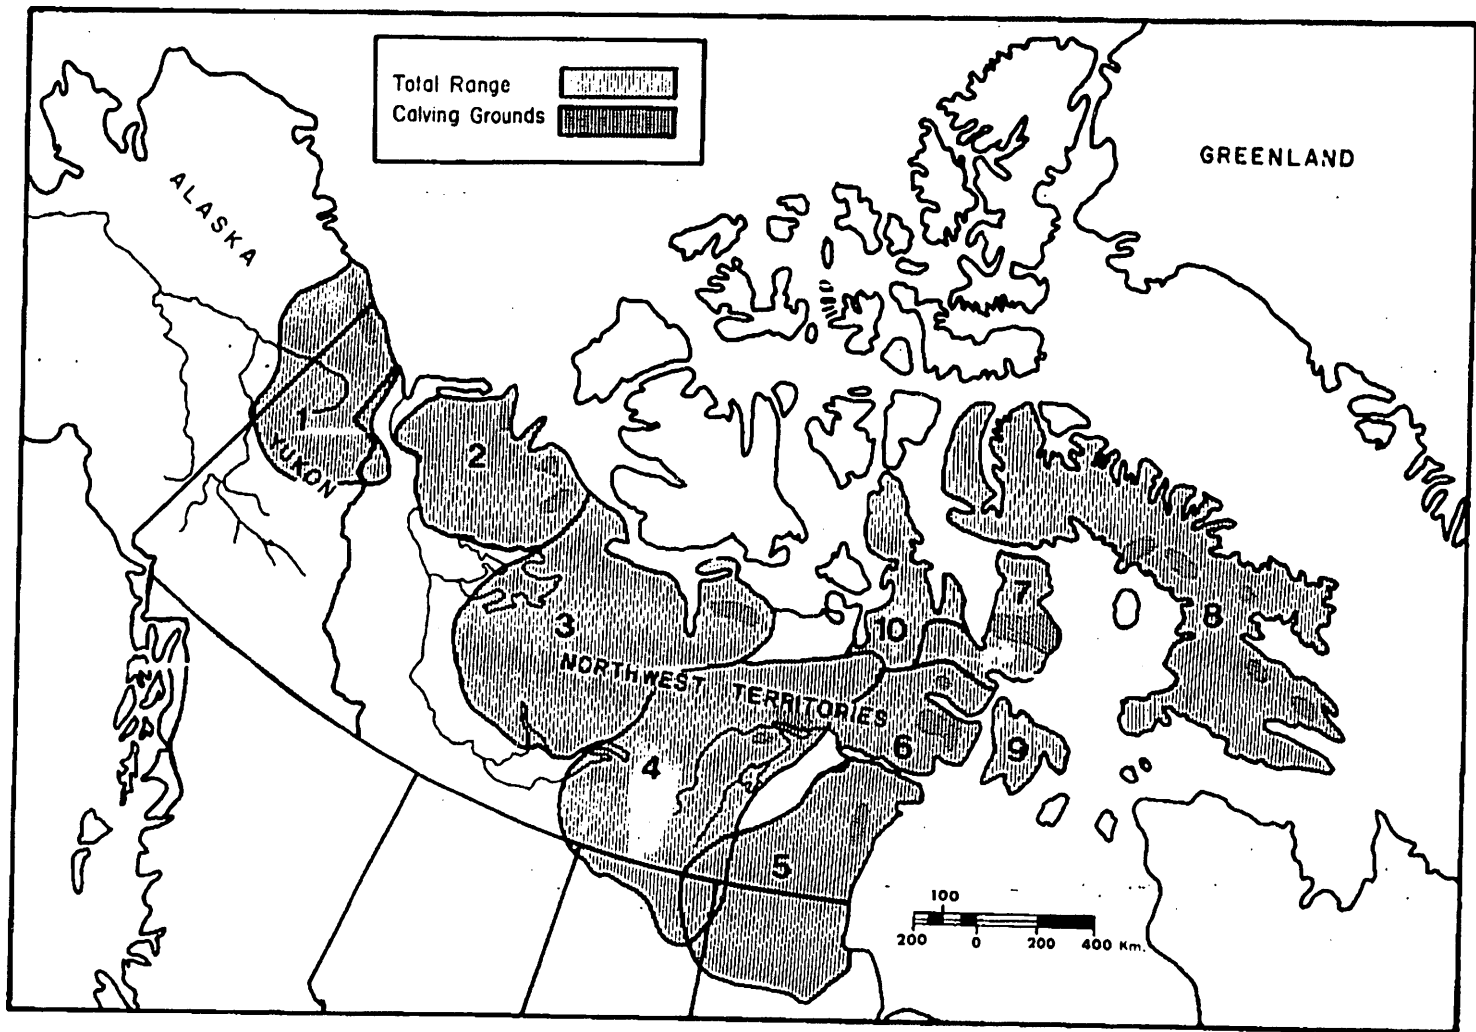 Total Range
Calving Grounds
GREENLAND
ALASKA
1
YUKON
2
3
NORTHWEST TERRITORIES
4
5
6
7
8
9
10
100
200 0 200 400 Km.